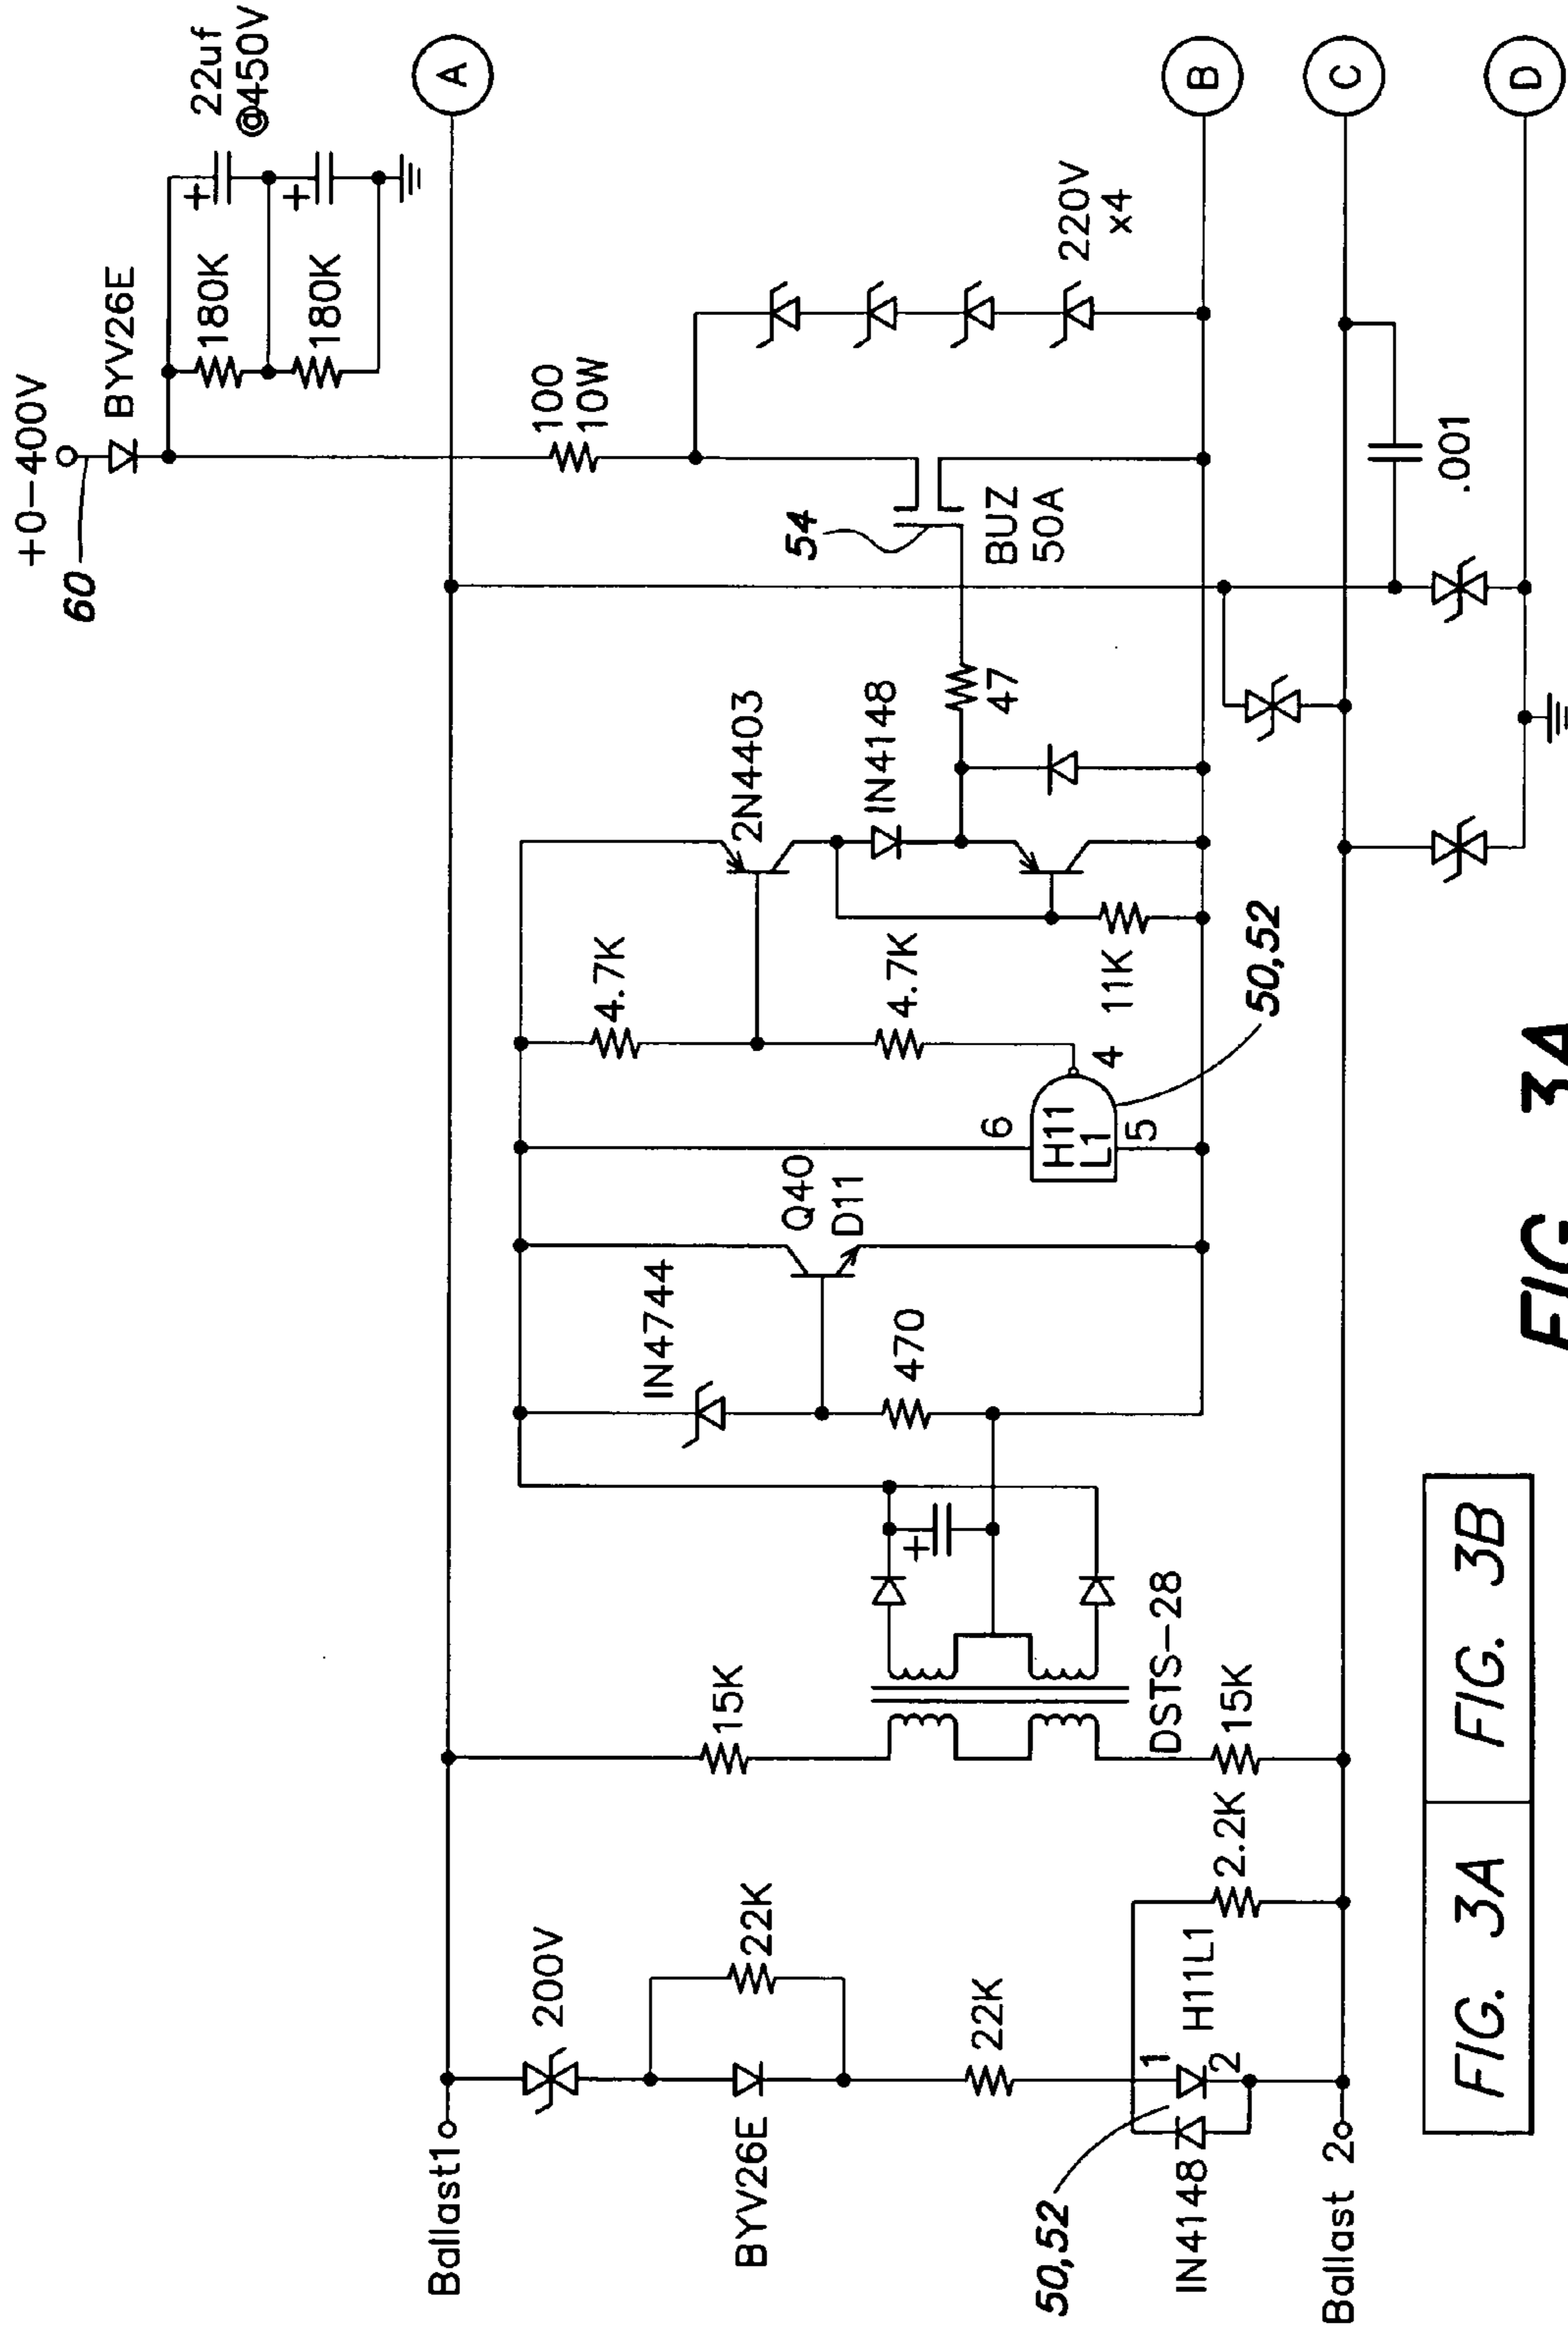 +0-400V
60
BYV26E
180K
180K
22uf
@450V
A
100
10W
220V
x4
54
BUZ
50A
B
C
D
.001
47
2N4403
IN4148
4.7K
4.7K
11K
4
6
H11
L1
5
50,52
Q40
D11
IN4744
470
DSTS-28
15K
15K
2.2K
Ballast1
200V
22K
BYV26E
22K
1
2
H11L1
50,52
IN4148
Ballast 2
FIG. 3A
FIG. 3B
FIG 3A